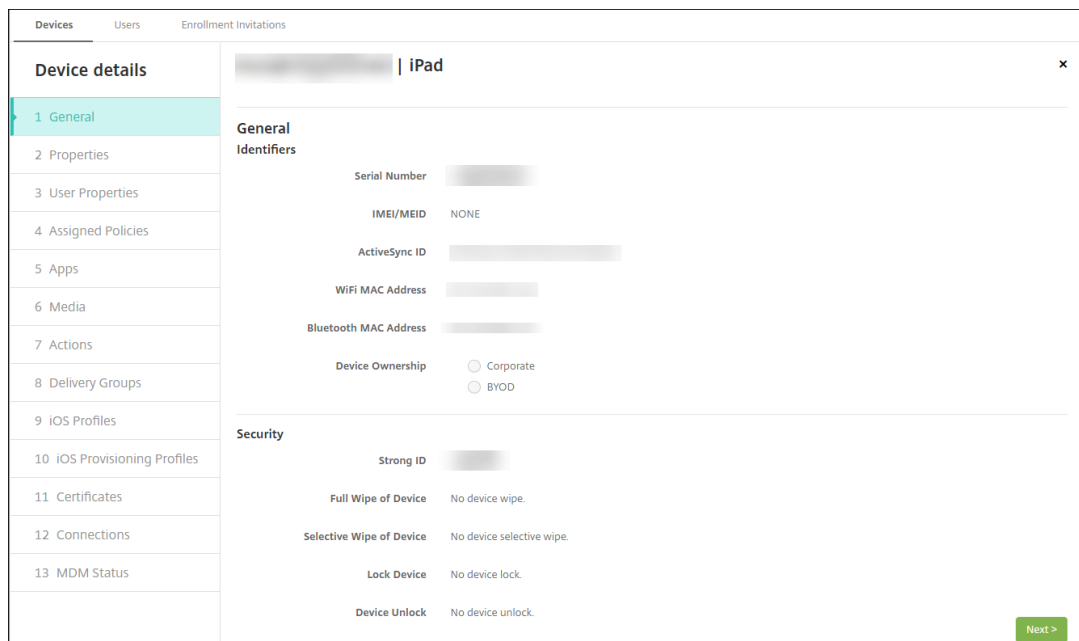 Devices Users Enrollment Invitations
Device details
| iPad
×
1 General
2 Properties
3 User Properties
4 Assigned Policies
5 Apps
6 Media
7 Actions
8 Delivery Groups
9 iOS Profiles
10 iOS Provisioning Profiles
11 Certificates
12 Connections
13 MDM Status
General
Identifiers
Serial Number
IMEI/MEID NONE
ActiveSync ID
WiFi MAC Address
Bluetooth MAC Address
Device Ownership Corporate
BYOD
Security
Strong ID
Full Wipe of Device No device wipe.
Selective Wipe of Device No device selective wipe.
Lock Device No device lock.
Device Unlock No device unlock.
Next >